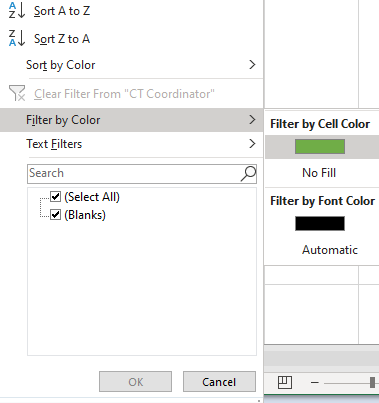 Sort A to Z
Sort Z to A
Sort by Color
Clear Filter From "CT Coordinator"
Filter by Color
Text Filters
Search
(Select All)
(Blanks)
OK
Cancel
Filter by Cell Color
No Fill
Filter by Font Color
Automatic